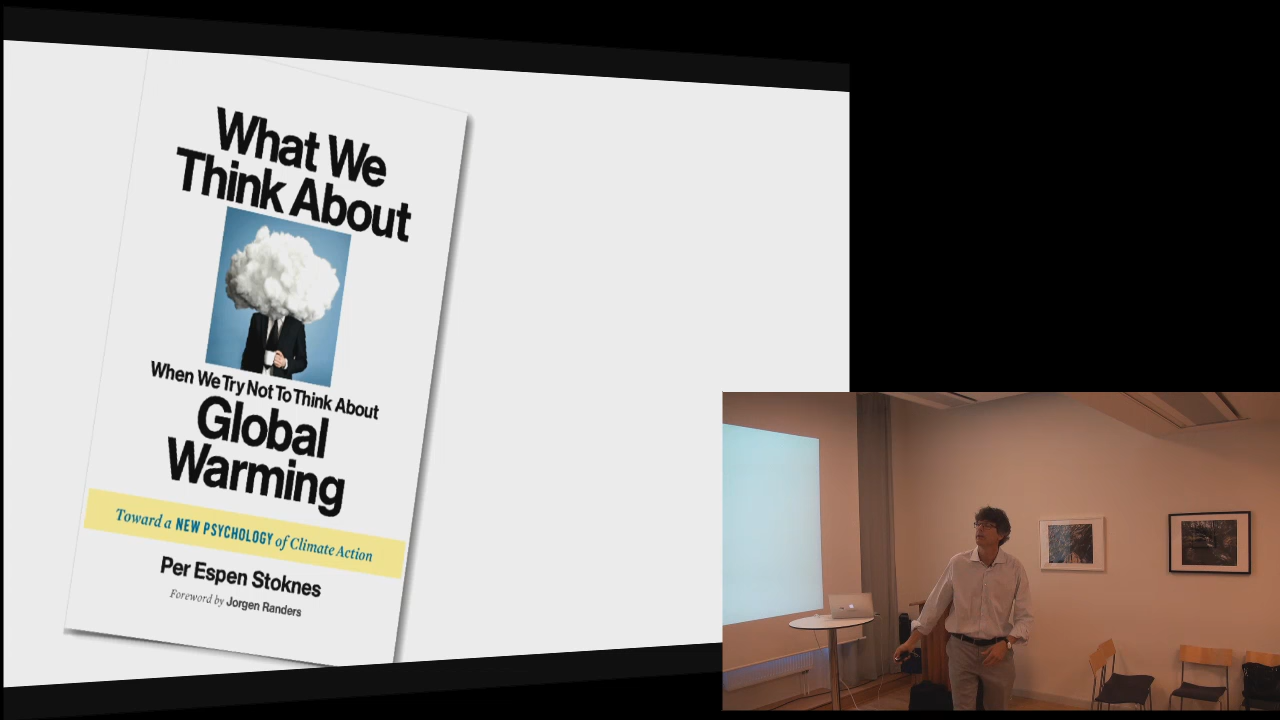 What We
Think About
When We Try Not To Think About
Global
Warming
Toward a NEW PSYCHOLOGY of Climate Action
Per Espen Stoknes
Foreword by Jorgen Randers